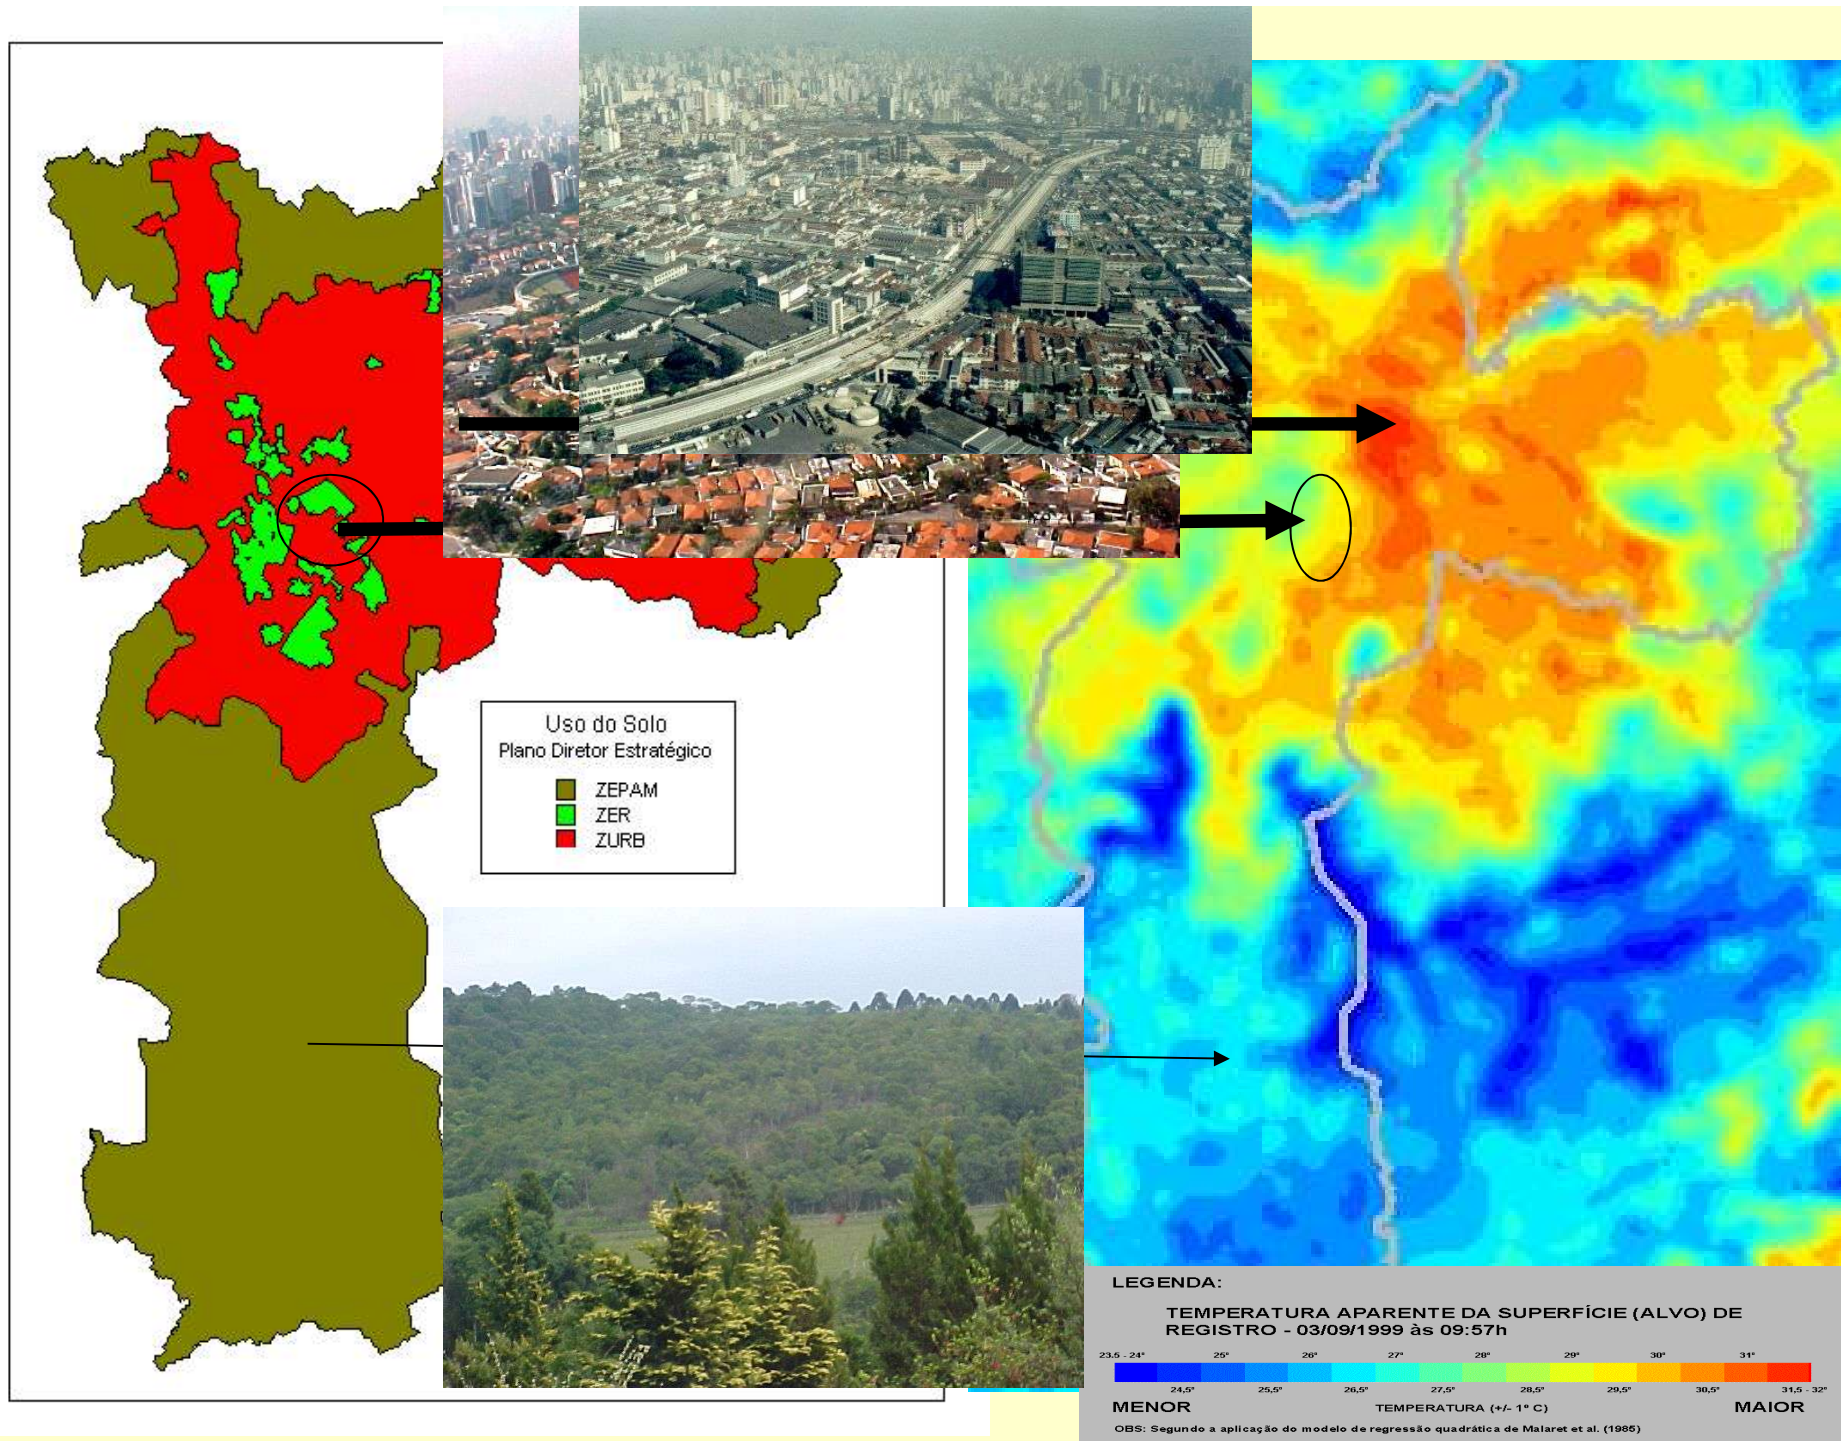 Uso do Solo
Plano Diretor Estratégico
ZEPAM
ZER
ZURB
LEGENDA:
TEMPERATURA APARENTE DA SUPERFÍCIE (ALVO) DE
REGISTRO - 03/09/1999 às 09:57h
23.5 - 24° 25° 26° 27° 28° 29° 30° 31°
24,5° 25,5° 26,5° 27,5° 28,5° 29,5° 30,5° 31,5 - 32°
MENOR TEMPERATURA (+/- 1° C) MAIOR
OBS: Segundo a aplicação do modelo de regressão quadrática de Malaret et al. (1985)